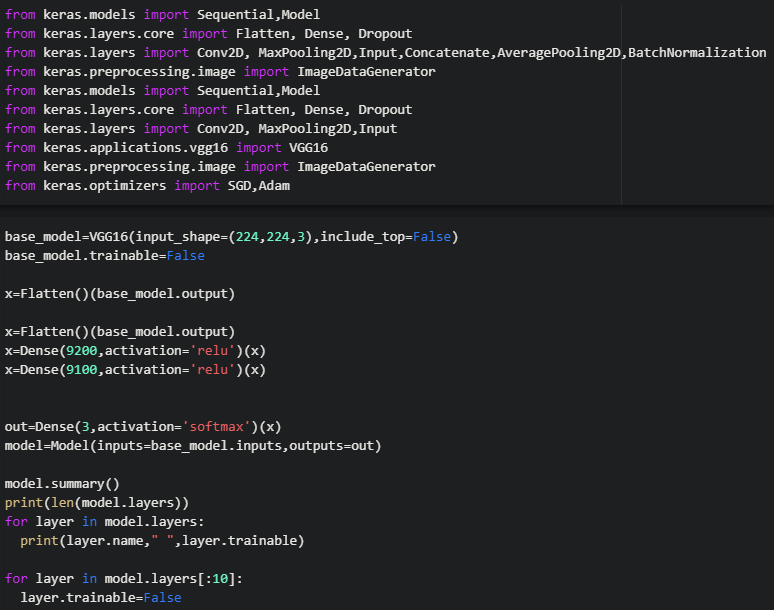 from keras.models import Sequential,Model
from keras.layers.core import Flatten, Dense, Dropout
from keras.layers import Conv2D, MaxPooling2D,Input,Concatenate,AveragePooling2D,BatchNormalization
from keras.preprocessing.image import ImageDataGenerator
from keras.models import Sequential,Model
from keras.layers.core import Flatten, Dense, Dropout
from keras.layers import Conv2D, MaxPooling2D,Input
from keras.applications.vgg16 import VGG16
from keras.preprocessing.image import ImageDataGenerator
from keras.optimizers import SGD,Adam
base_model=VGG16(input_shape=(224,224,3),include_top=False)
base_model.trainable=False
x=Flatten()(base_model.output)
x=Flatten()(base_model.output)
x=Dense(9200,activation='relu')(x)
x=Dense(9100,activation='relu')(x)
out=Dense(3,activation='softmax')(x)
model=Model(inputs=base_model.inputs,outputs=out)
model.summary()
print(len(model.layers))
for layer in model.layers:
  print(layer.name," ",layer.trainable)
for layer in model.layers[:10]:
  layer.trainable=False